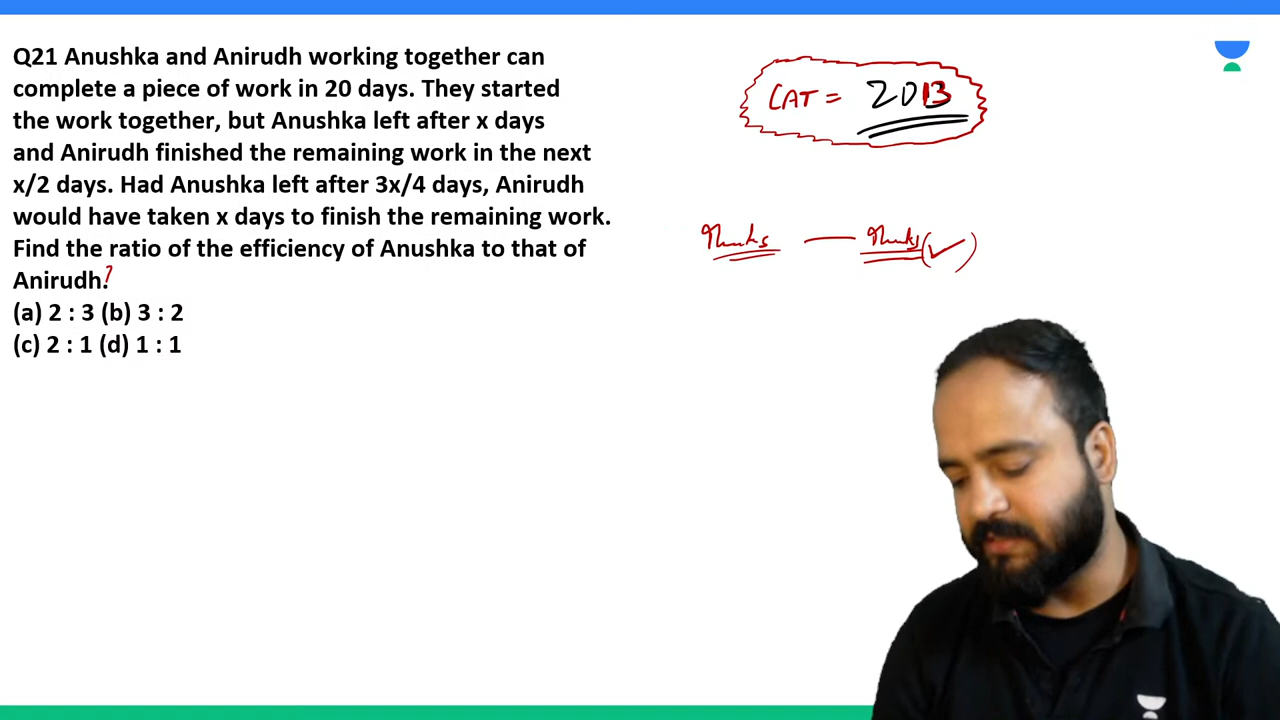 Q21 Anushka and Anirudh working together can
complete a piece of work in 20 days. They started
the work together, but Anushka left after x days
and Anirudh finished the remaining work in the next
x/2 days. Had Anushka left after 3x/4 days, Anirudh
would have taken x days to finish the remaining work.
Find the ratio of the efficiency of Anushka to that of
Anirudh?
(a) 2 : 3 (b) 3 : 2
(c) 2 : 1 (d) 1 : 1
CAT = 2013